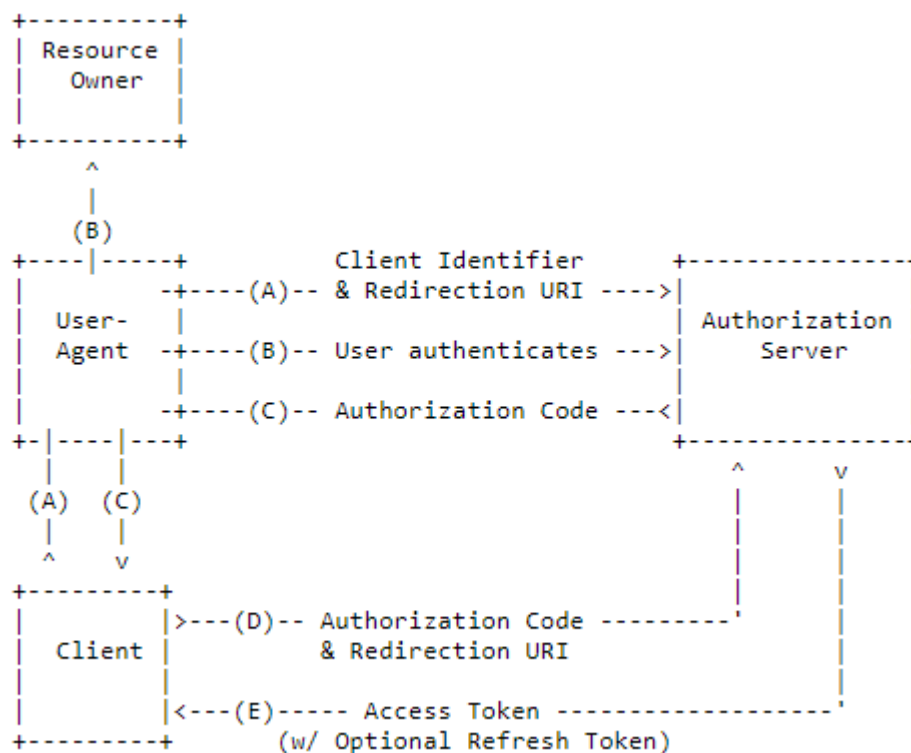 +----------+
| Resource |
|   Owner  |
|          |
+----------+
     ^
     |
    (B)
+----|-----+          Client Identifier      +---------------
|         -+----(A)-- & Redirection URI ---->|
|  User-   |                                 | Authorization
|  Agent  -+----(B)-- User authenticates --->|     Server
|          |                                 |
|         -+----(C)-- Authorization Code ---<|
+-|----|---+                                 +---------------
  |    |                                         ^      v
 (A)  (C)                                        |      |
  |    |                                         |      |
  ^    v                                         |      |
+---------+                                      |      |
|         |>---(D)-- Authorization Code ---------'      |
|  Client |          & Redirection URI                  |
|         |                                             |
|         |<---(E)----- Access Token -------------------'
+---------+       (w/ Optional Refresh Token)